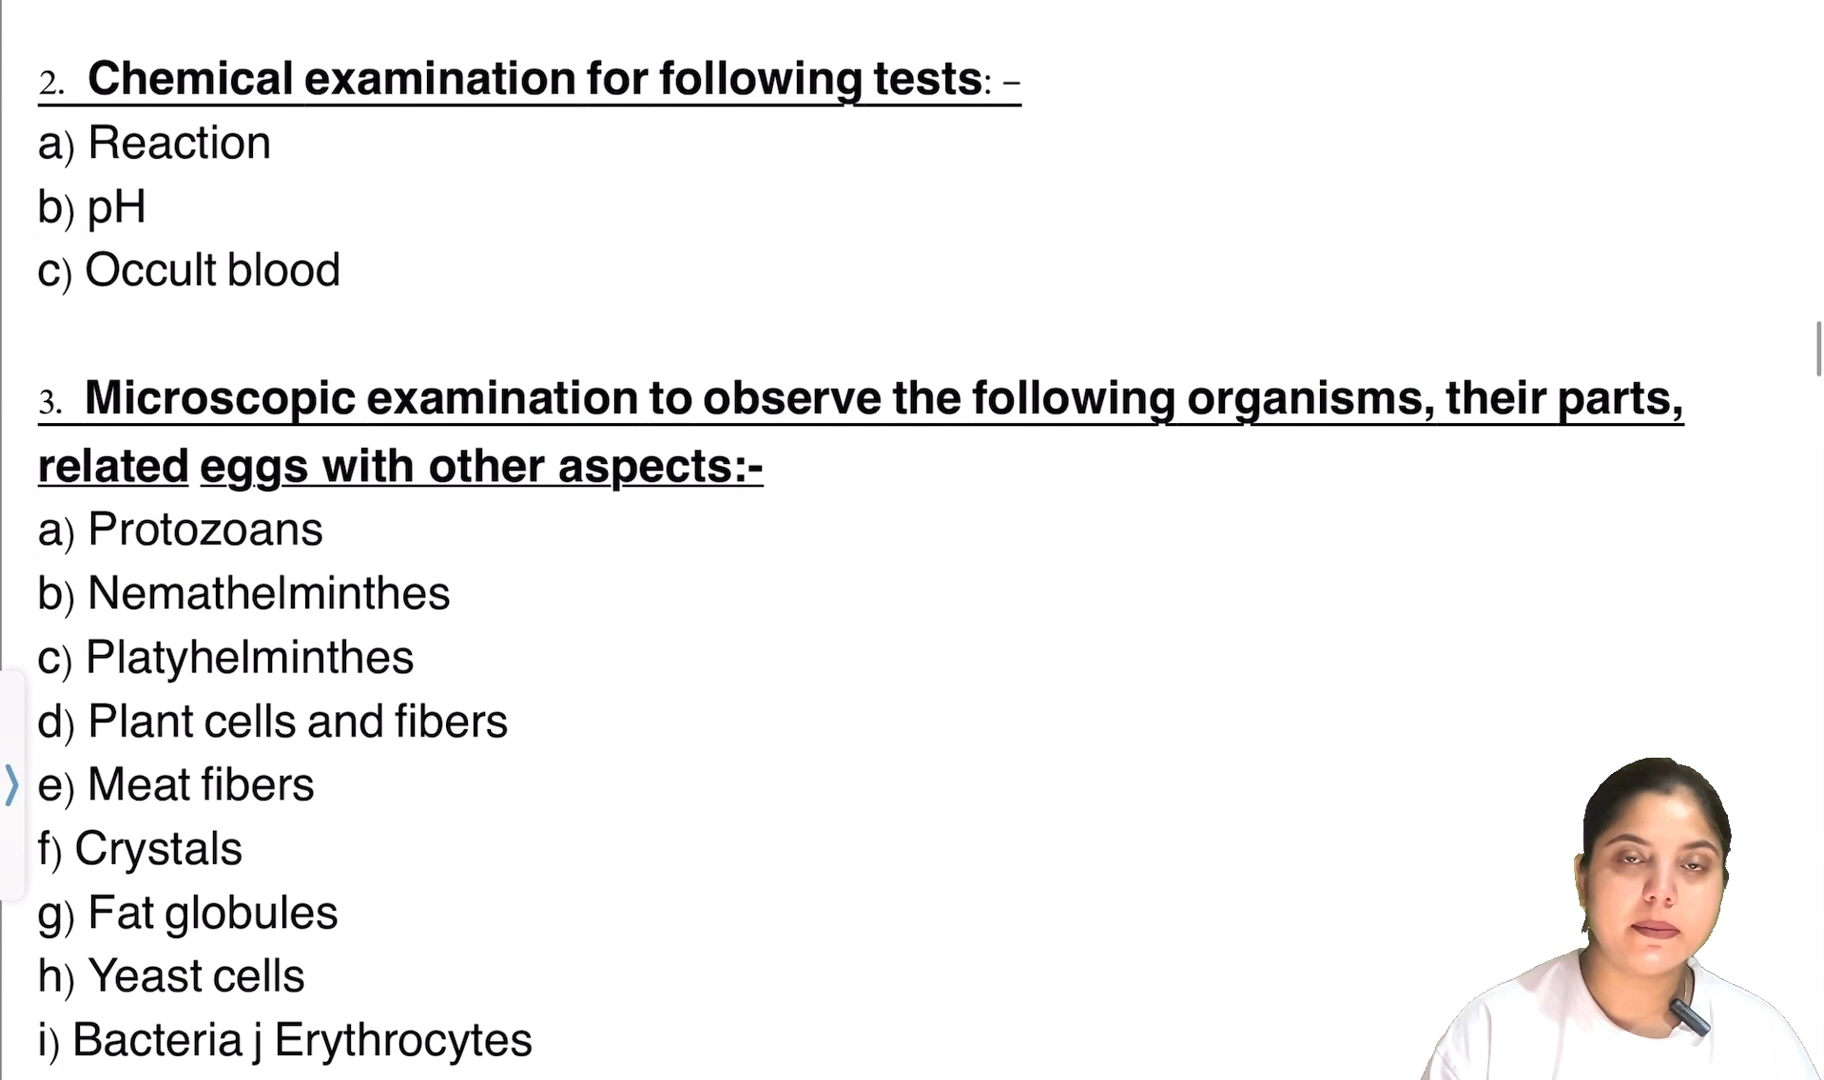 2. Chemical examination for following tests: –
a) Reaction
b) pH
c) Occult blood
3. Microscopic examination to observe the following organisms, their parts,
related eggs with other aspects:-
a) Protozoans
b) Nemathelminthes
c) Platyhelminthes
d) Plant cells and fibers
e) Meat fibers
f) Crystals
g) Fat globules
h) Yeast cells
i) Bacteria j Erythrocytes